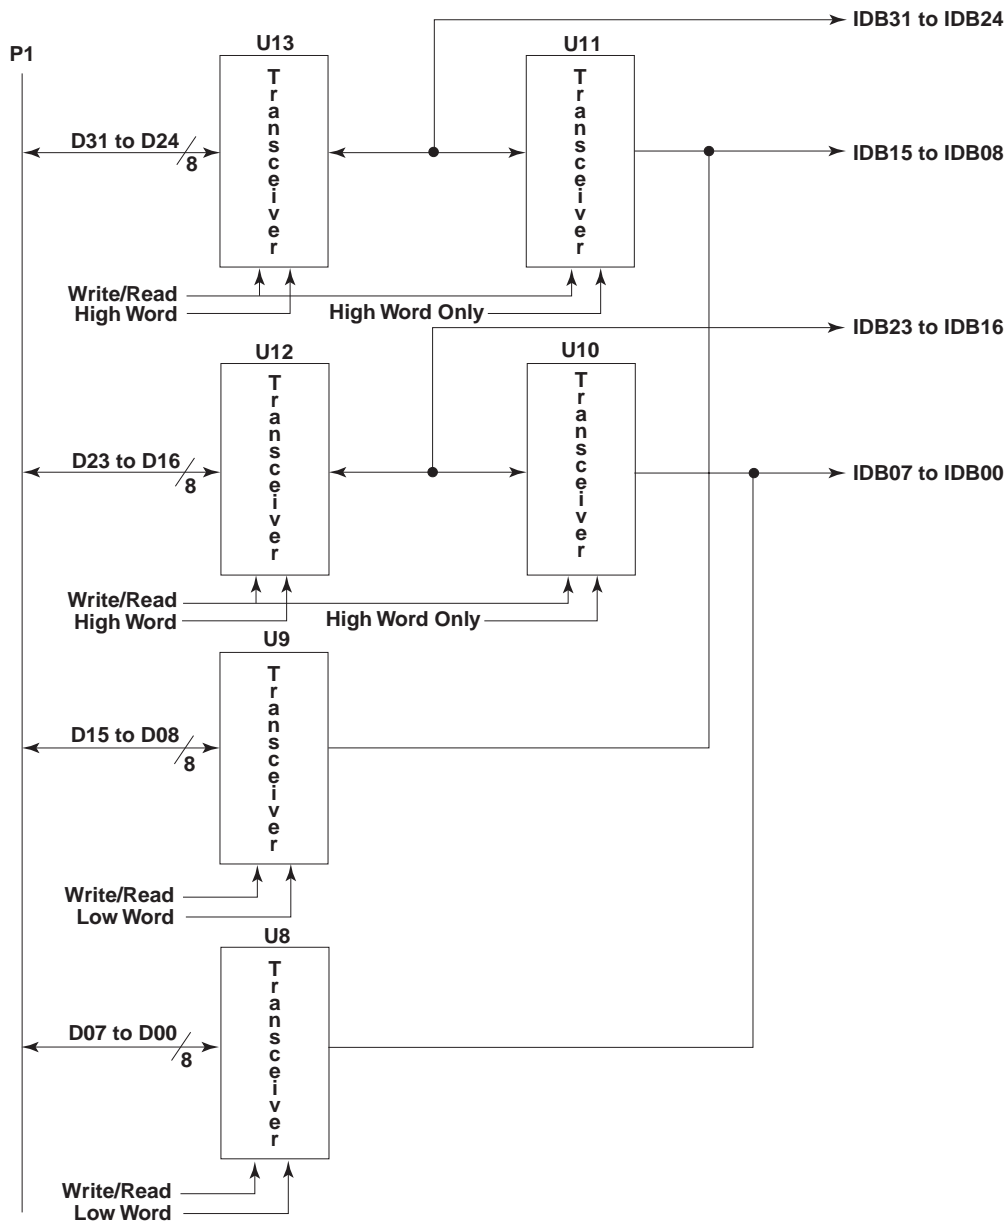 IDB31 to IDB24
P1
U13
U11
Transceiver
Transceiver
D31 to D24
8
IDB15 to IDB08
Write/Read
High Word
High Word Only
IDB23 to IDB16
U12
U10
Transceiver
Transceiver
D23 to D16
8
IDB07 to IDB00
Write/Read
High Word
High Word Only
U9
Transceiver
D15 to D08
8
Write/Read
Low Word
U8
Transceiver
D07 to D00
8
Write/Read
Low Word